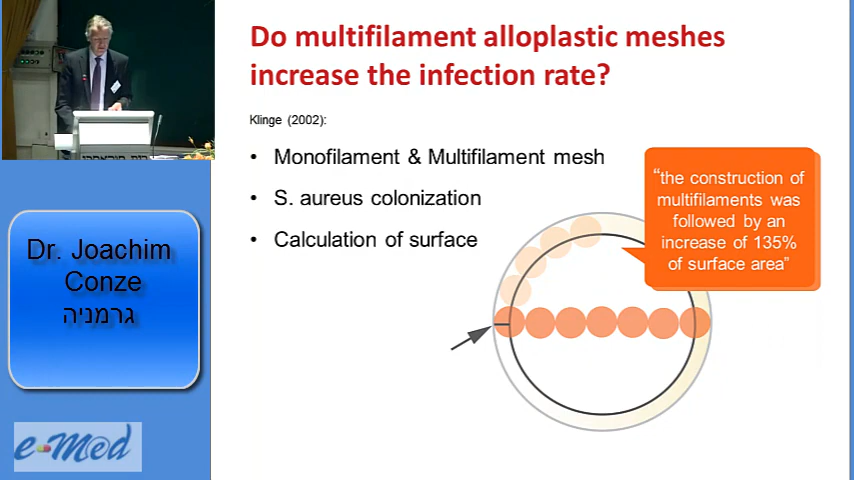 Do multifilament alloplastic meshes
increase the infection rate?
Klinge (2002):
• Monofilament & Multifilament mesh
• S. aureus colonization
• Calculation of surface
“the construction of
multifilaments was
followed by an
increase of 135%
of surface area”
Dr. Joachim
Conze
גרמניה
e-Med